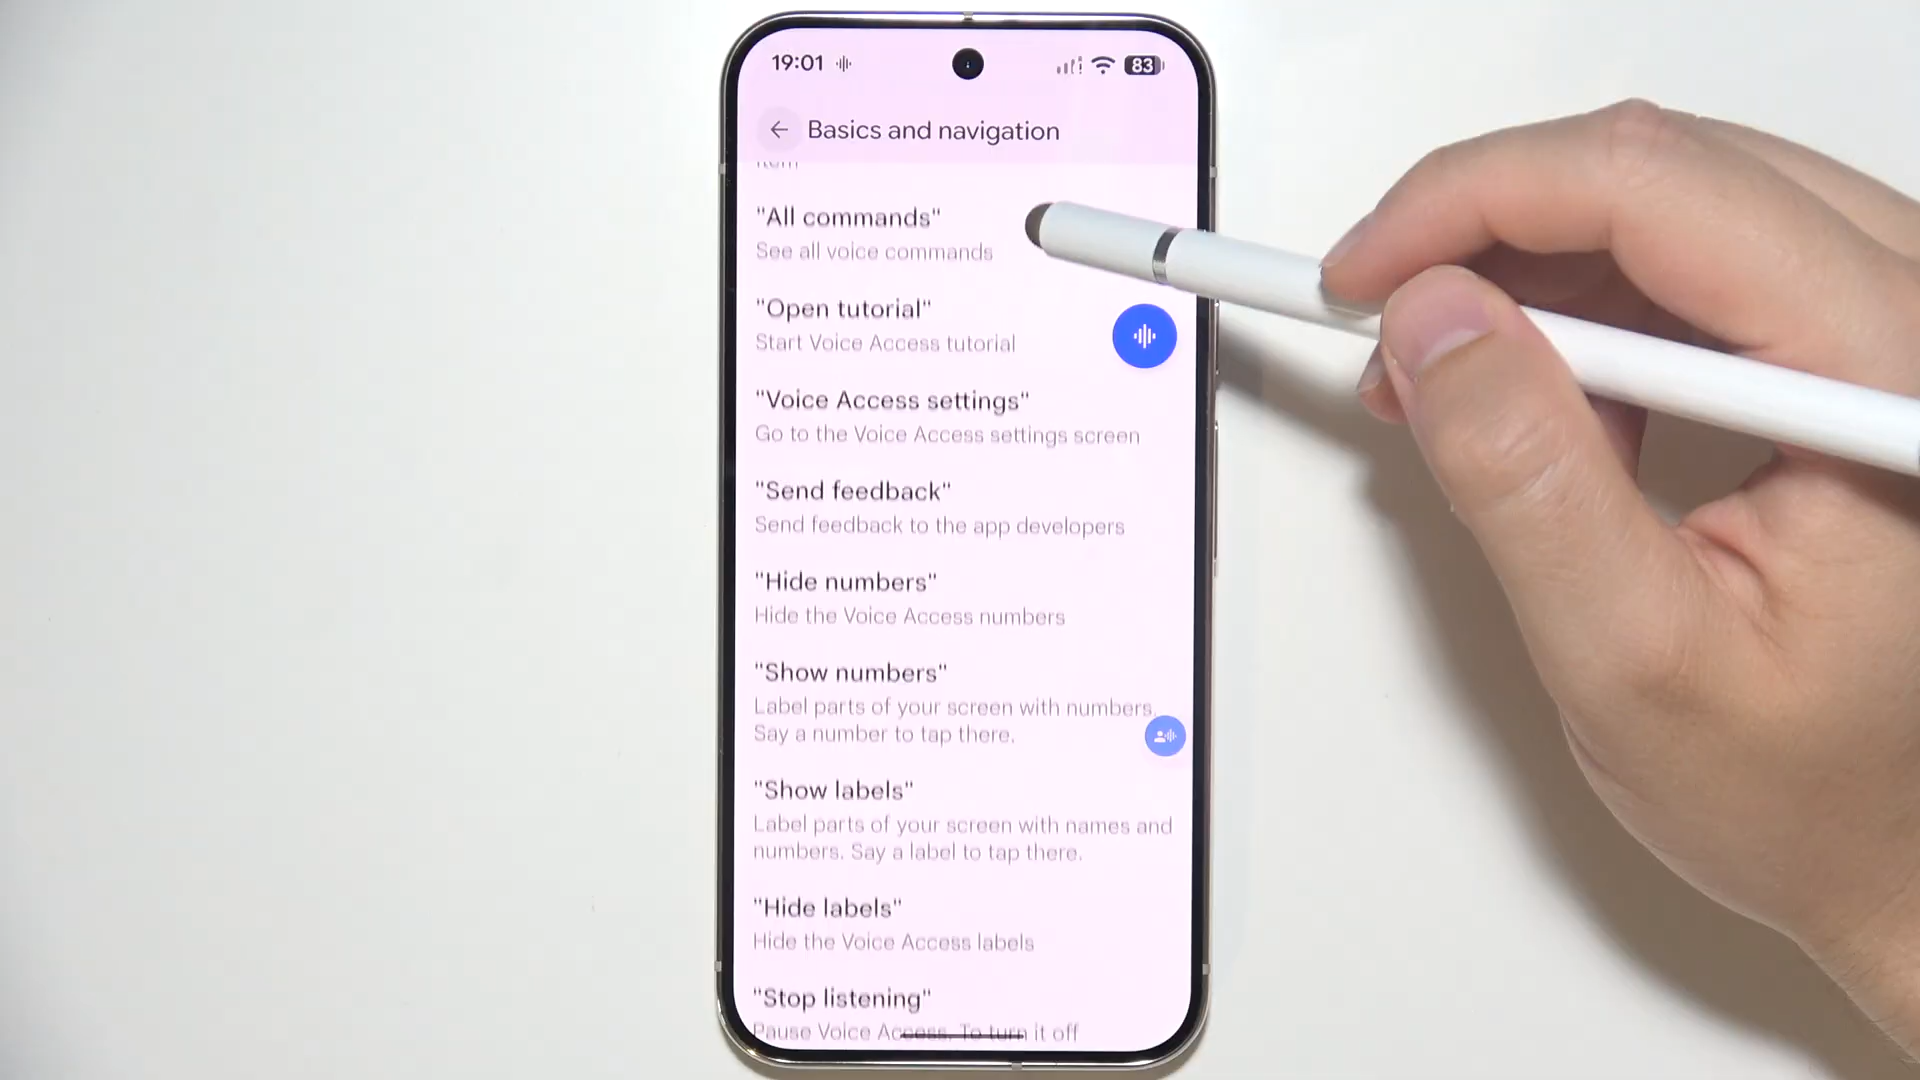 19:01
83
Basics and navigation
item
"All commands"
See all voice commands
"Open tutorial"
Start Voice Access tutorial
"Voice Access settings"
Go to the Voice Access settings screen
"Send feedback"
Send feedback to the app developers
"Hide numbers"
Hide the Voice Access numbers
"Show numbers"
Label parts of your screen with numbers.
Say a number to tap there.
"Show labels"
Label parts of your screen with names and
numbers. Say a label to tap there.
"Hide labels"
Hide the Voice Access labels
"Stop listening"
Pause Voice Access. To turn it off